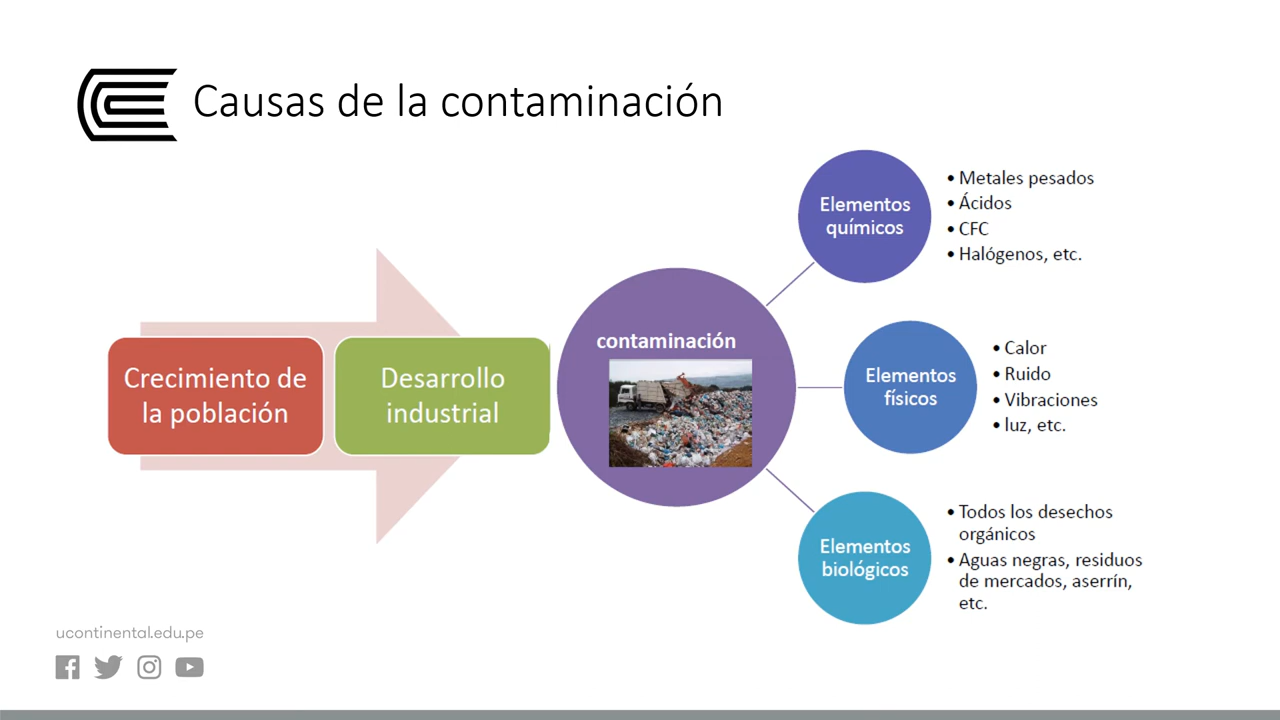 Causas de la contaminación
Crecimiento de
la población
Desarrollo
industrial
contaminación
Elementos
químicos
• Metales pesados
• Ácidos
• CFC
• Halógenos, etc.
Elementos
físicos
• Calor
• Ruido
• Vibraciones
• luz, etc.
Elementos
biológicos
• Todos los desechos
orgánicos
• Aguas negras, residuos
de mercados, aserrín,
etc.
ucontinental.edu.pe